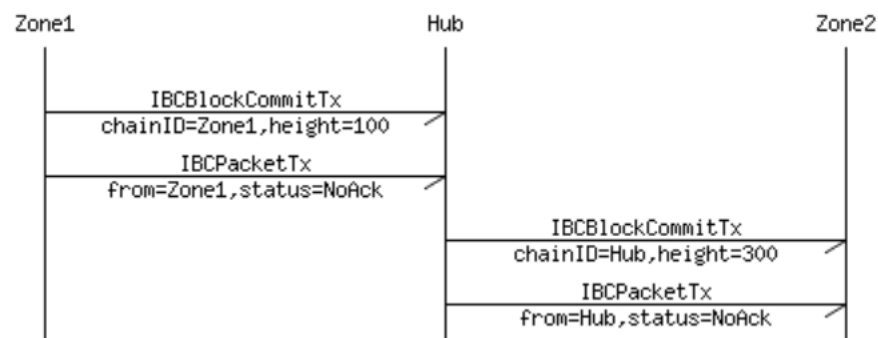 Zone1 Hub Zone2
IBCBlockCommitTx
chainID=Zone1,height=100
IBCPacketTx
from=Zone1,status=NoAck
IBCBlockCommitTx
chainID=Hub,height=300
IBCPacketTx
from=Hub,status=NoAck